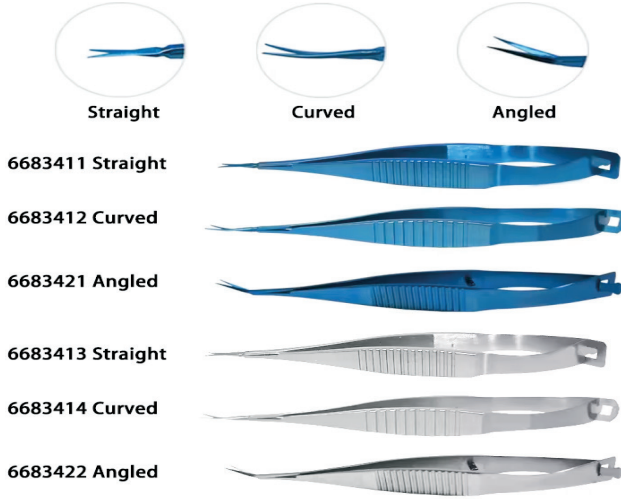 Straight Curved Angled
6683411 Straight
6683412 Curved
6683421 Angled
6683413 Straight
6683414 Curved
6683422 Angled